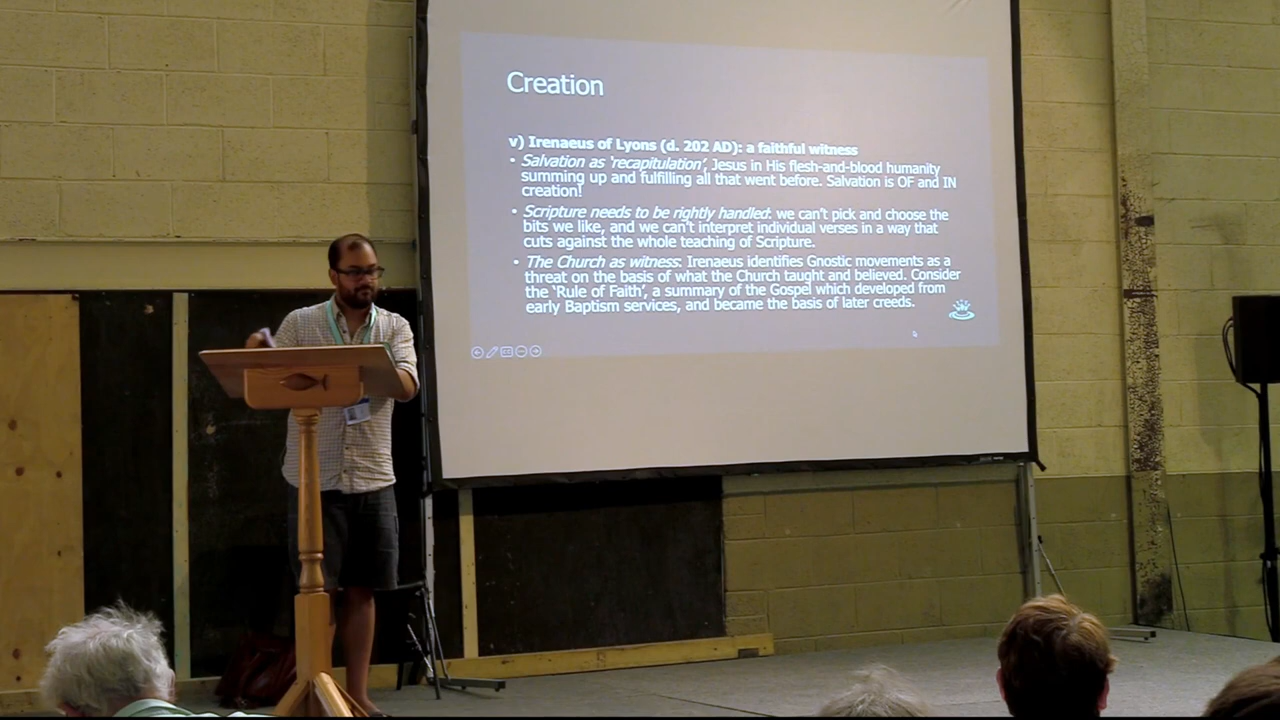 Creation
v) Irenaeus of Lyons (d. 202 AD): a faithful witness
• Salvation as 'recapitulation', Jesus in His flesh-and-blood humanity
summing up and fulfilling all that went before. Salvation is OF and IN
creation!
• Scripture needs to be rightly handled: we can't pick and choose the
bits we like, and we can't interpret individual verses in a way that
cuts against the whole teaching of Scripture.
• The Church as witness: Irenaeus identifies Gnostic movements as a
threat on the basis of what the Church taught and believed. Consider
the 'Rule of Faith', a summary of the Gospel which developed from
early Baptism services, and became the basis of later creeds.